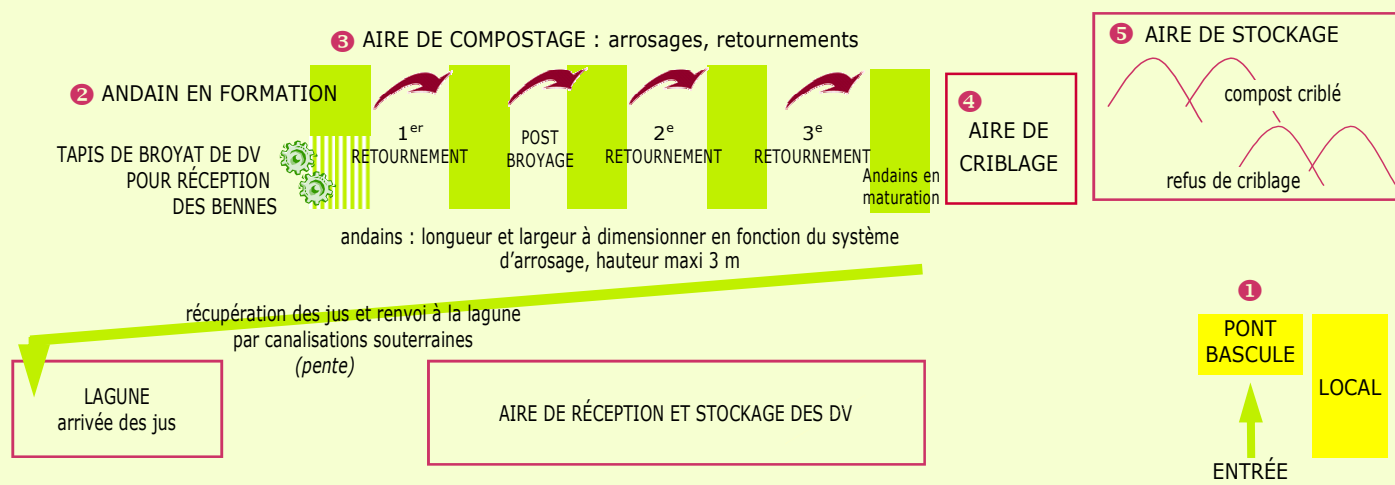 ❸ AIRE DE COMPOSTAGE : arrosages, retournements
❺ AIRE DE STOCKAGE
compost criblé
refus de criblage
❷ ANDAIN EN FORMATION
TAPIS DE BROYAT DE DV
POUR RÉCEPTION
DES BENNES
1er
RETOURNEMENT
POST
BROYAGE
2e
RETOURNEMENT
3e
RETOURNEMENT
Andains en
maturation
❹
AIRE DE
CRIBLAGE
andains : longueur et largeur à dimensionner en fonction du système
d'arrosage, hauteur maxi 3 m
récupération des jus et renvoi à la lagune
par canalisations souterraines
(pente)
LAGUNE
arrivée des jus
AIRE DE RÉCEPTION ET STOCKAGE DES DV
❶
PONT
BASCULE
LOCAL
ENTRÉE